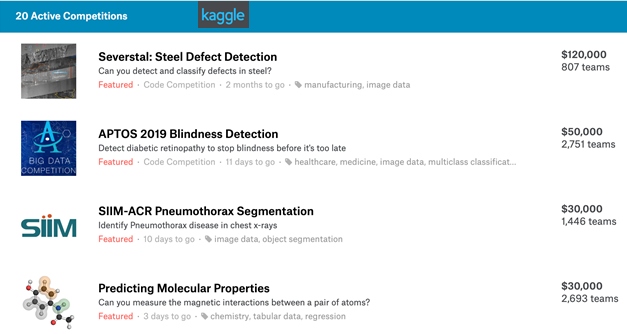 20 Active Competitions kaggle
Severstal: Steel Defect Detection $120,000
Can you detect and classify defects in steel? 807 teams
Featured · Code Competition · 2 months to go · manufacturing, image data
APTOS 2019 Blindness Detection $50,000
Detect diabetic retinopathy to stop blindness before it's too late 2,751 teams
Featured · Code Competition · 11 days to go · healthcare, medicine, image data, multiclass classificat...
BIG DATA
COMPETITION
SIIM-ACR Pneumothorax Segmentation $30,000
SIIM Identify Pneumothorax disease in chest x-rays 1,446 teams
Featured · 10 days to go · image data, object segmentation
Predicting Molecular Properties $30,000
Can you measure the magnetic interactions between a pair of atoms? 2,693 teams
Featured · 3 days to go · chemistry, tabular data, regression